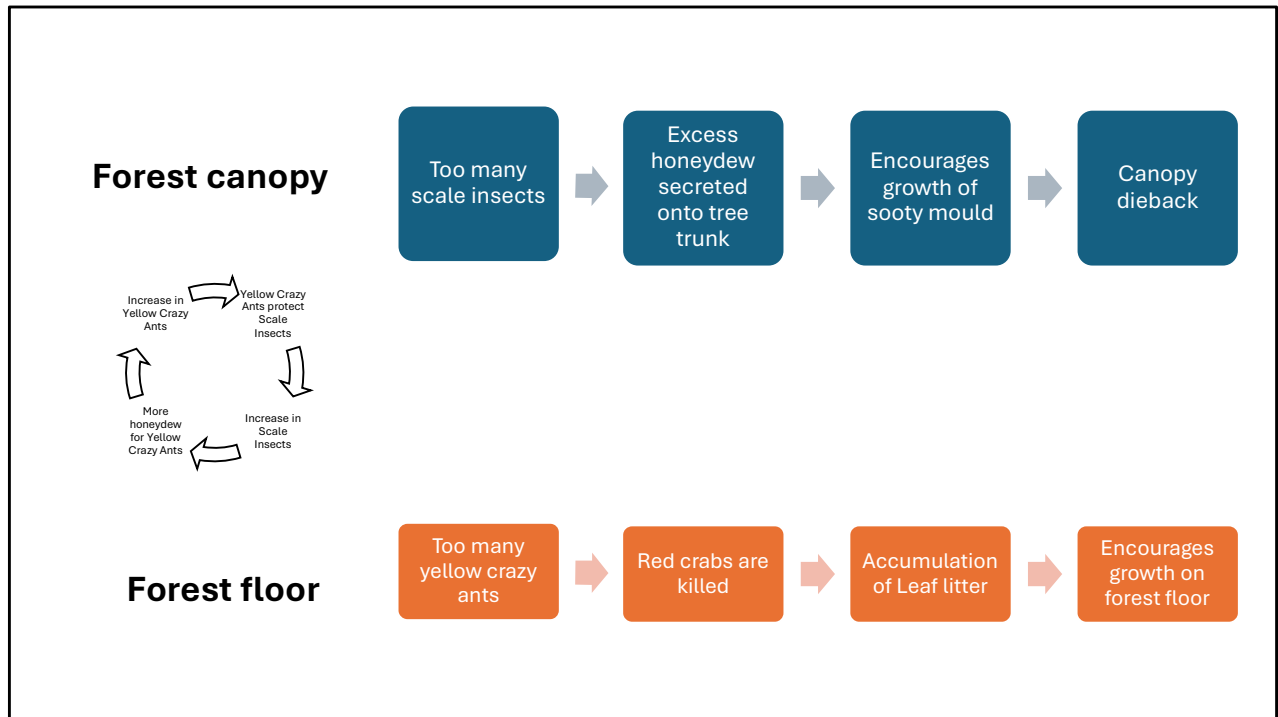 Forest canopy
Too many
scale insects
Excess
honeydew
secreted
onto tree
trunk
Encourages
growth of
sooty mould
Canopy
dieback
Increase in
Yellow Crazy
Ants
Yellow Crazy
Ants protect
Scale
Insects
Increase in
Scale
Insects
More
honeydew
for Yellow
Crazy Ants
Forest floor
Too many
yellow crazy
ants
Red crabs are
killed
Accumulation
of Leaf litter
Encourages
growth on
forest floor